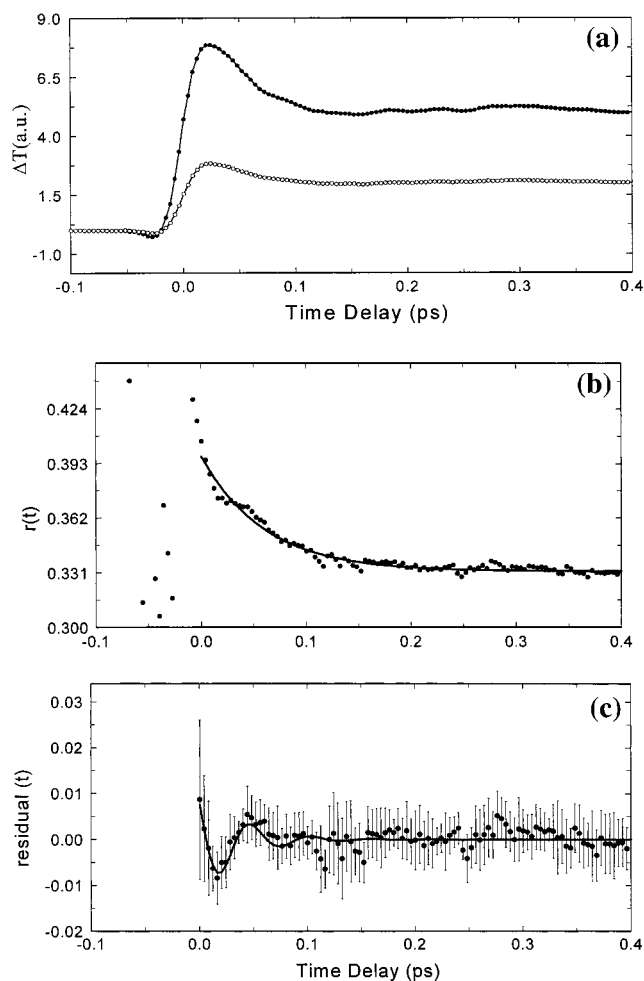 (a)
9.0
6.5
4.0
1.5
-1.0
ΔT(a.u.)
-0.1 0.0 0.1 0.2 0.3 0.4
Time Delay (ps)
(b)
0.424
0.393
0.362
0.331
0.300
r(t)
-0.1 0.0 0.1 0.2 0.3 0.4
(c)
0.03
0.02
0.01
0.00
-0.01
-0.02
residual (t)
-0.1 0.0 0.1 0.2 0.3 0.4
Time Delay (ps)